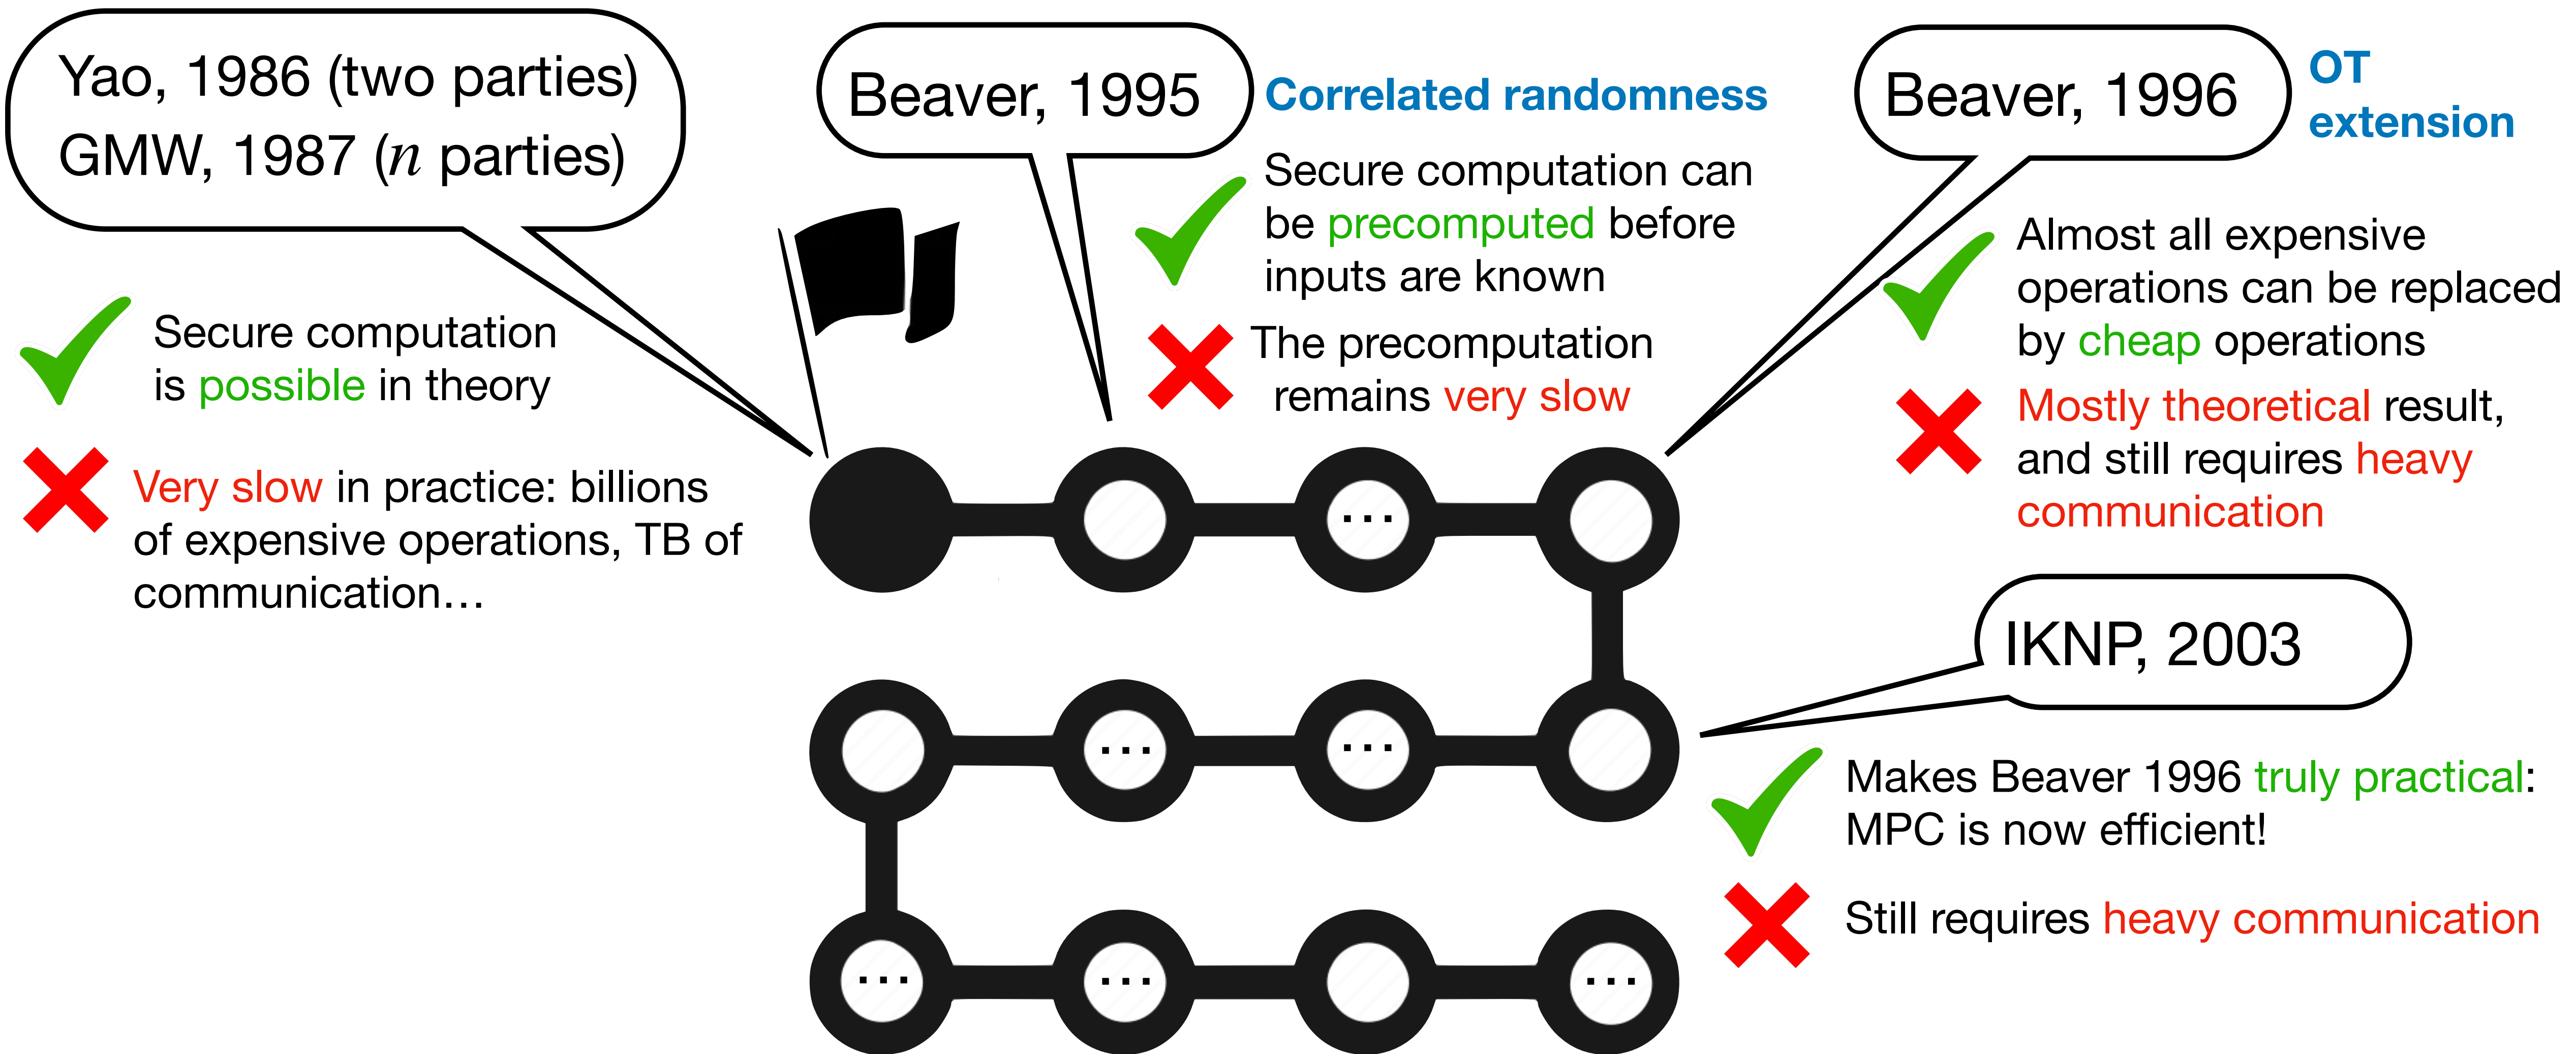 Yao, 1986 (two parties)
GMW, 1987 (n parties)
Secure computation
is possible in theory
Very slow in practice: billions
of expensive operations, TB of
communication…
Beaver, 1995
Correlated randomness
Secure computation can
be precomputed before
inputs are known
The precomputation
remains very slow
Beaver, 1996
OT
extension
Almost all expensive
operations can be replaced
by cheap operations
Mostly theoretical result,
and still requires heavy
communication
IKNP, 2003
Makes Beaver 1996 truly practical:
MPC is now efficient!
Still requires heavy communication
...
... ...
... ... ...